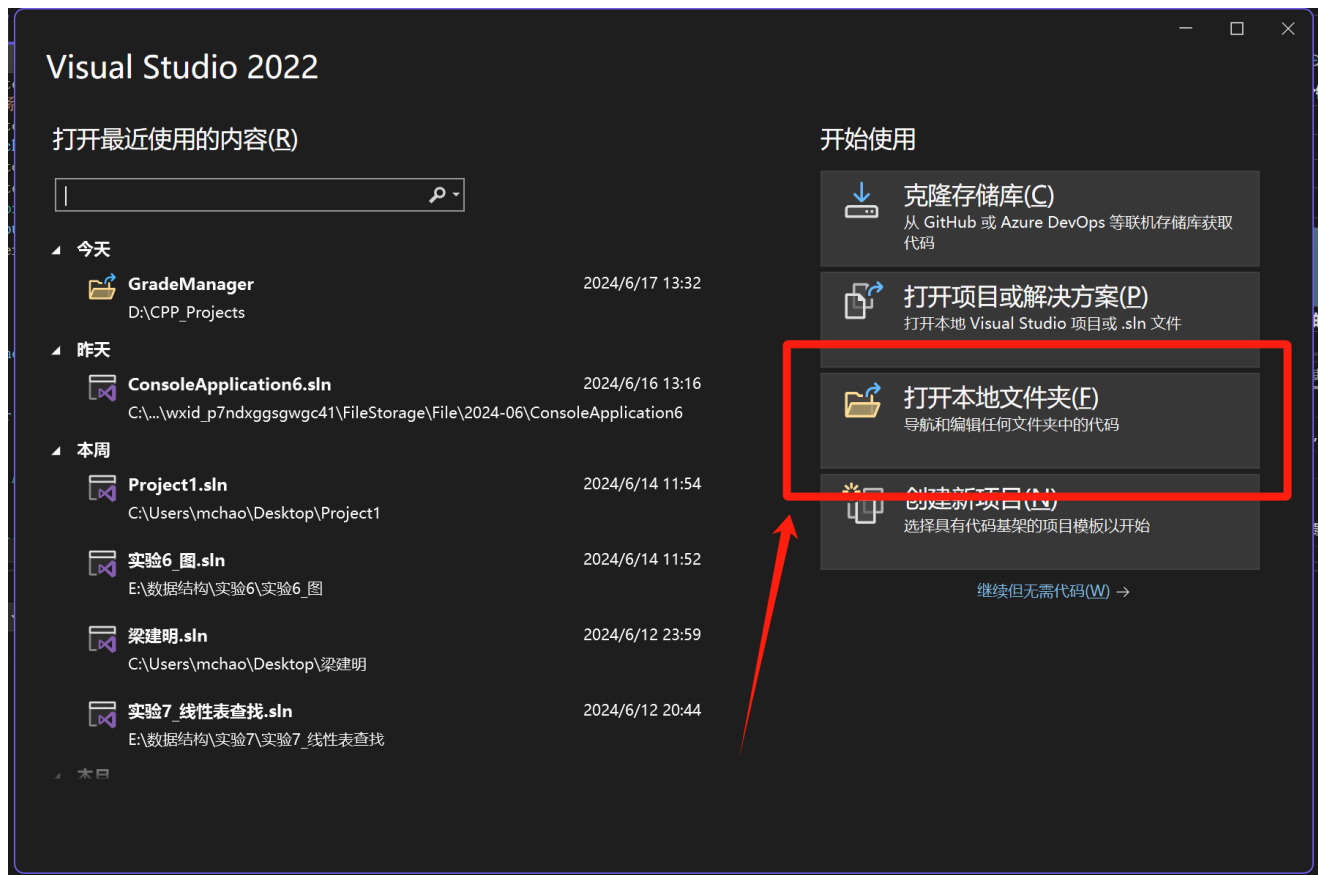 Visual Studio 2022
打开最近使用的内容(R)
今天
GradeManager 2024/6/17 13:32
D:\CPP_Projects
昨天
ConsoleApplication6.sln 2024/6/16 13:16
C:\...\wxid_p7ndxggsgwgc41\FileStorage\File\2024-06\ConsoleApplication6
本周
Project1.sln 2024/6/14 11:54
C:\Users\mchao\Desktop\Project1
实验6_图.sln 2024/6/14 11:52
E:\数据结构\实验6\实验6_图
梁建明.sln 2024/6/12 23:59
C:\Users\mchao\Desktop\梁建明
实验7_线性表查找.sln 2024/6/12 20:44
E:\数据结构\实验7\实验7_线性表查找
本月
开始使用
克隆存储库(C)
从 GitHub 或 Azure DevOps 等联机存储库获取
代码
打开项目或解决方案(P)
打开本地 Visual Studio 项目或 .sln 文件
打开本地文件夹(F)
导航和编辑任何文件夹中的代码
创建新项目(N)
选择具有代码基架的项目模板以开始
继续但无需代码(W) →